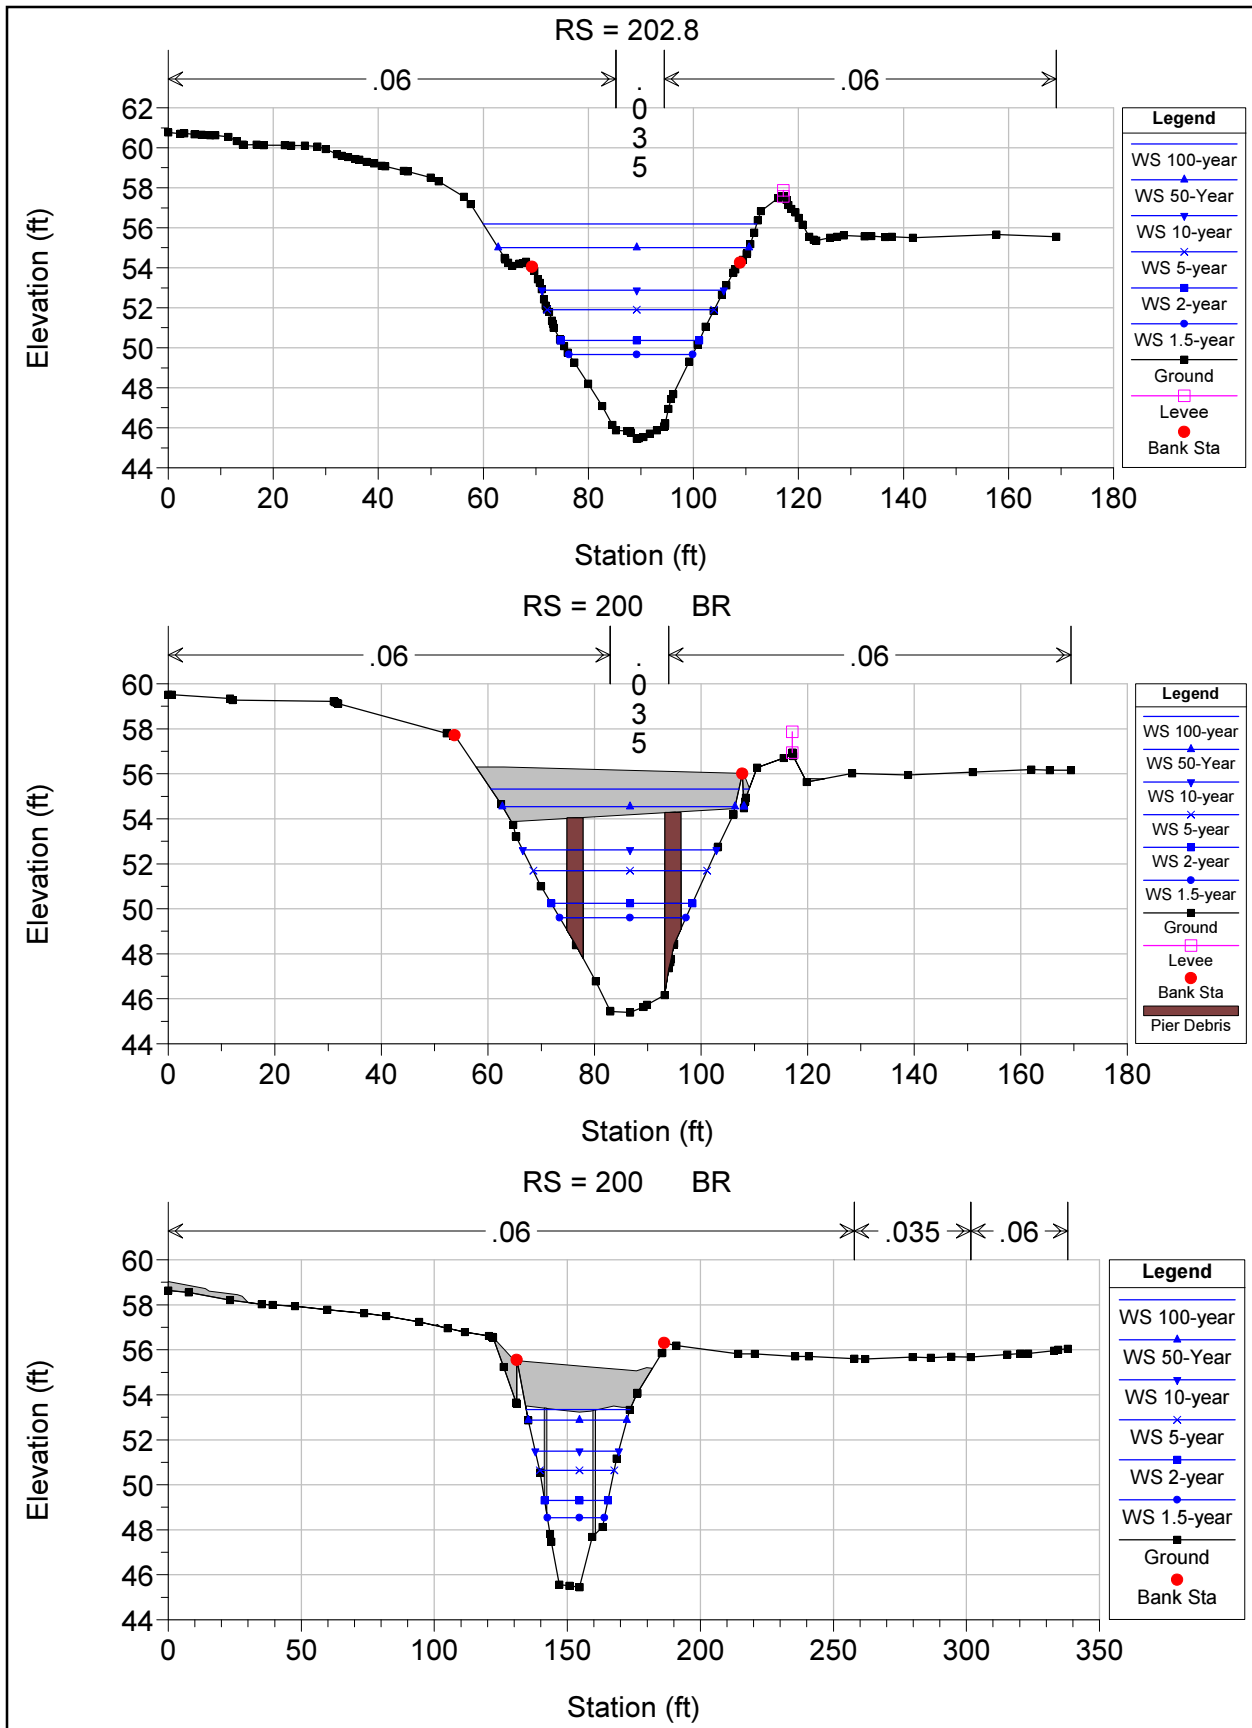 RS = 202.8
.06
.035
.06
62
60
58
56
54
52
50
48
46
44
Elevation (ft)
0 20 40 60 80 100 120 140 160 180
Station (ft)
Legend
WS 100-year
WS 50-Year
WS 10-year
WS 5-year
WS 2-year
WS 1.5-year
Ground
Levee
Bank Sta
RS = 200 BR
.06
.035
.06
60
58
56
54
52
50
48
46
44
Elevation (ft)
0 20 40 60 80 100 120 140 160 180
Station (ft)
Legend
WS 100-year
WS 50-Year
WS 10-year
WS 5-year
WS 2-year
WS 1.5-year
Ground
Levee
Bank Sta
Pier Debris
RS = 200 BR
.06 .035 .06
60
58
56
54
52
50
48
46
44
Elevation (ft)
0 50 100 150 200 250 300 350
Station (ft)
Legend
WS 100-year
WS 50-Year
WS 10-year
WS 5-year
WS 2-year
WS 1.5-year
Ground
Bank Sta